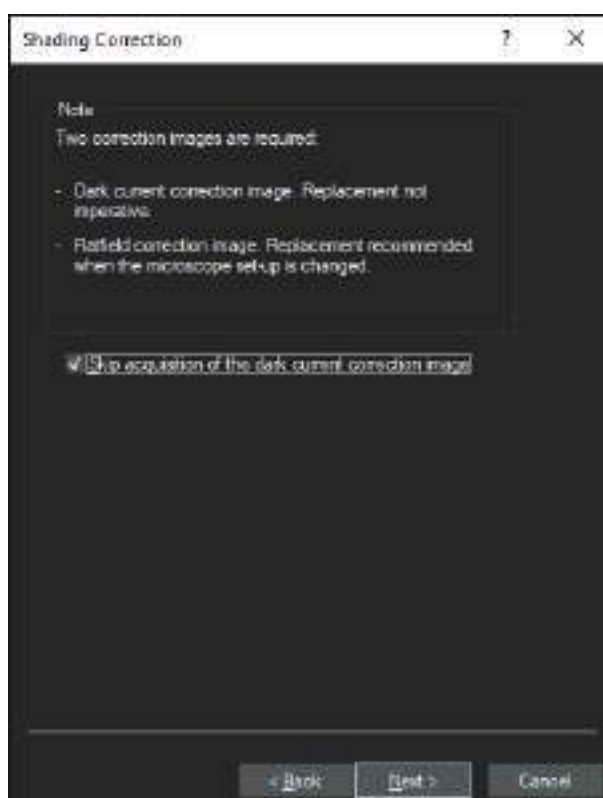 Shading Correction ?
Note
Two correction images are required:
- Dark current correction image. Replacement not
imperative.
- Flatfield correction image. Replacement recommended
when the microscope set-up is changed.
Skip acquisition of the dark current correction image
< Back Next > Cancel